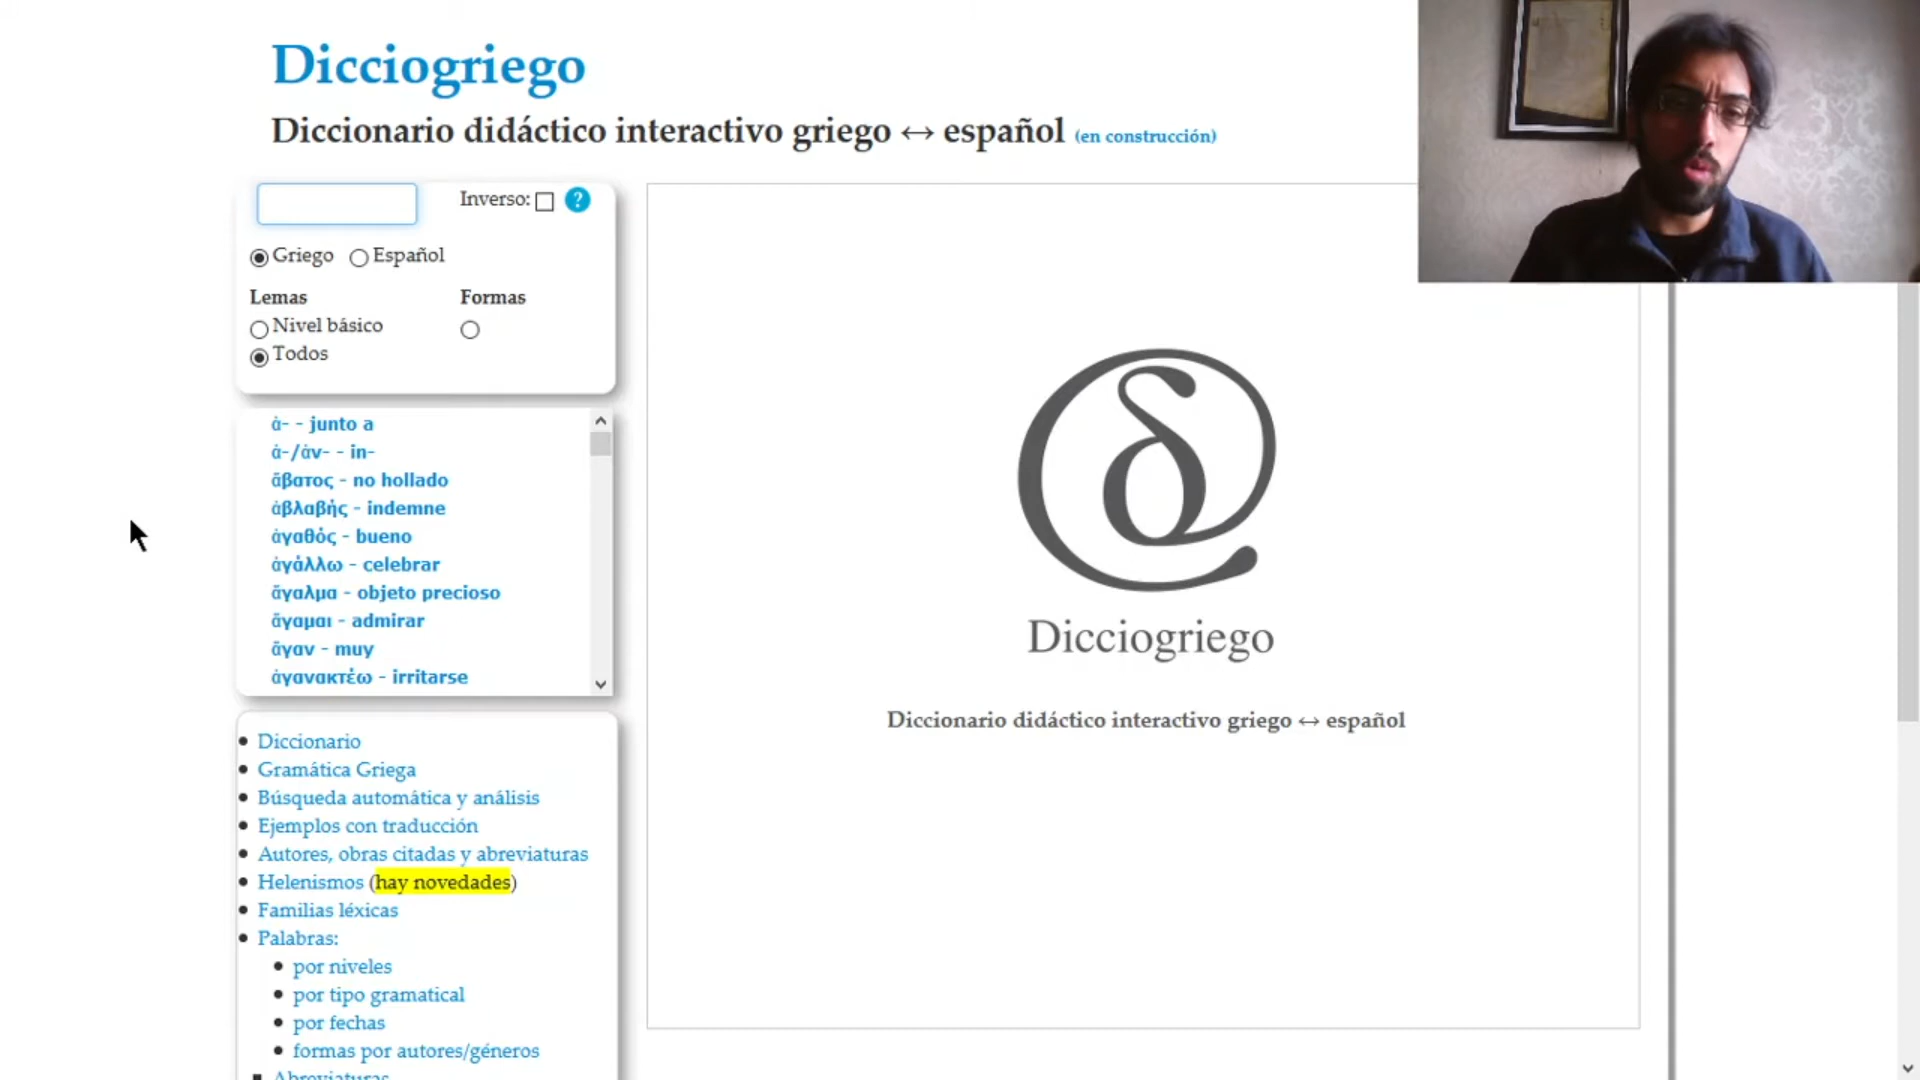 Dicciogriego
Diccionario didáctico interactivo griego ↔ español (en construcción)
Inverso: ?
Griego Español
Lemas Formas
Nivel básico
Todos
ἁ- - junto a
ἀ-/ἀν- - in-
ἄβατος - no hollado
ἀβλαβής - indemne
ἀγαθός - bueno
ἀγάλλω - celebrar
ἄγαλμα - objeto precioso
ἄγαμαι - admirar
ἄγαν - muy
ἀγανακτέω - irritarse
Diccionario
Gramática Griega
Búsqueda automática y análisis
Ejemplos con traducción
Autores, obras citadas y abreviaturas
Helenismos (hay novedades)
Familias léxicas
Palabras:
por niveles
por tipo gramatical
por fechas
formas por autores/géneros
Abreviaturas
δ
Dicciogriego
Diccionario didáctico interactivo griego ↔ español